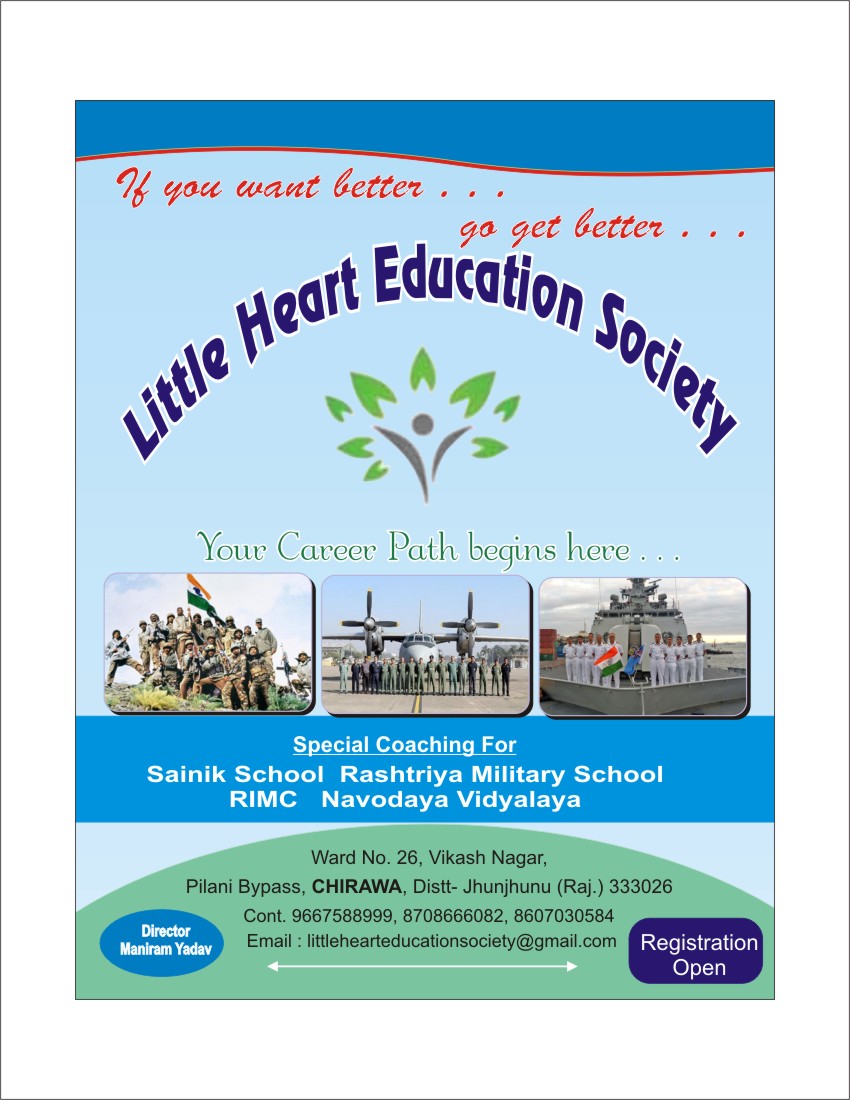 If you want better . . .
go get better . . .
Little Heart Education Society
Your Career Path begins here . . .
Special Coaching For
Sainik School  Rashtriya Military School
RIMC   Navodaya Vidyalaya
Ward No. 26, Vikash Nagar,
Pilani Bypass, CHIRAWA, Distt- Jhunjhunu (Raj.) 333026
Cont. 9667588999, 8708666082, 8607030584
Email : littlehearteducationsociety@gmail.com
Director
Maniram Yadav
Registration
Open